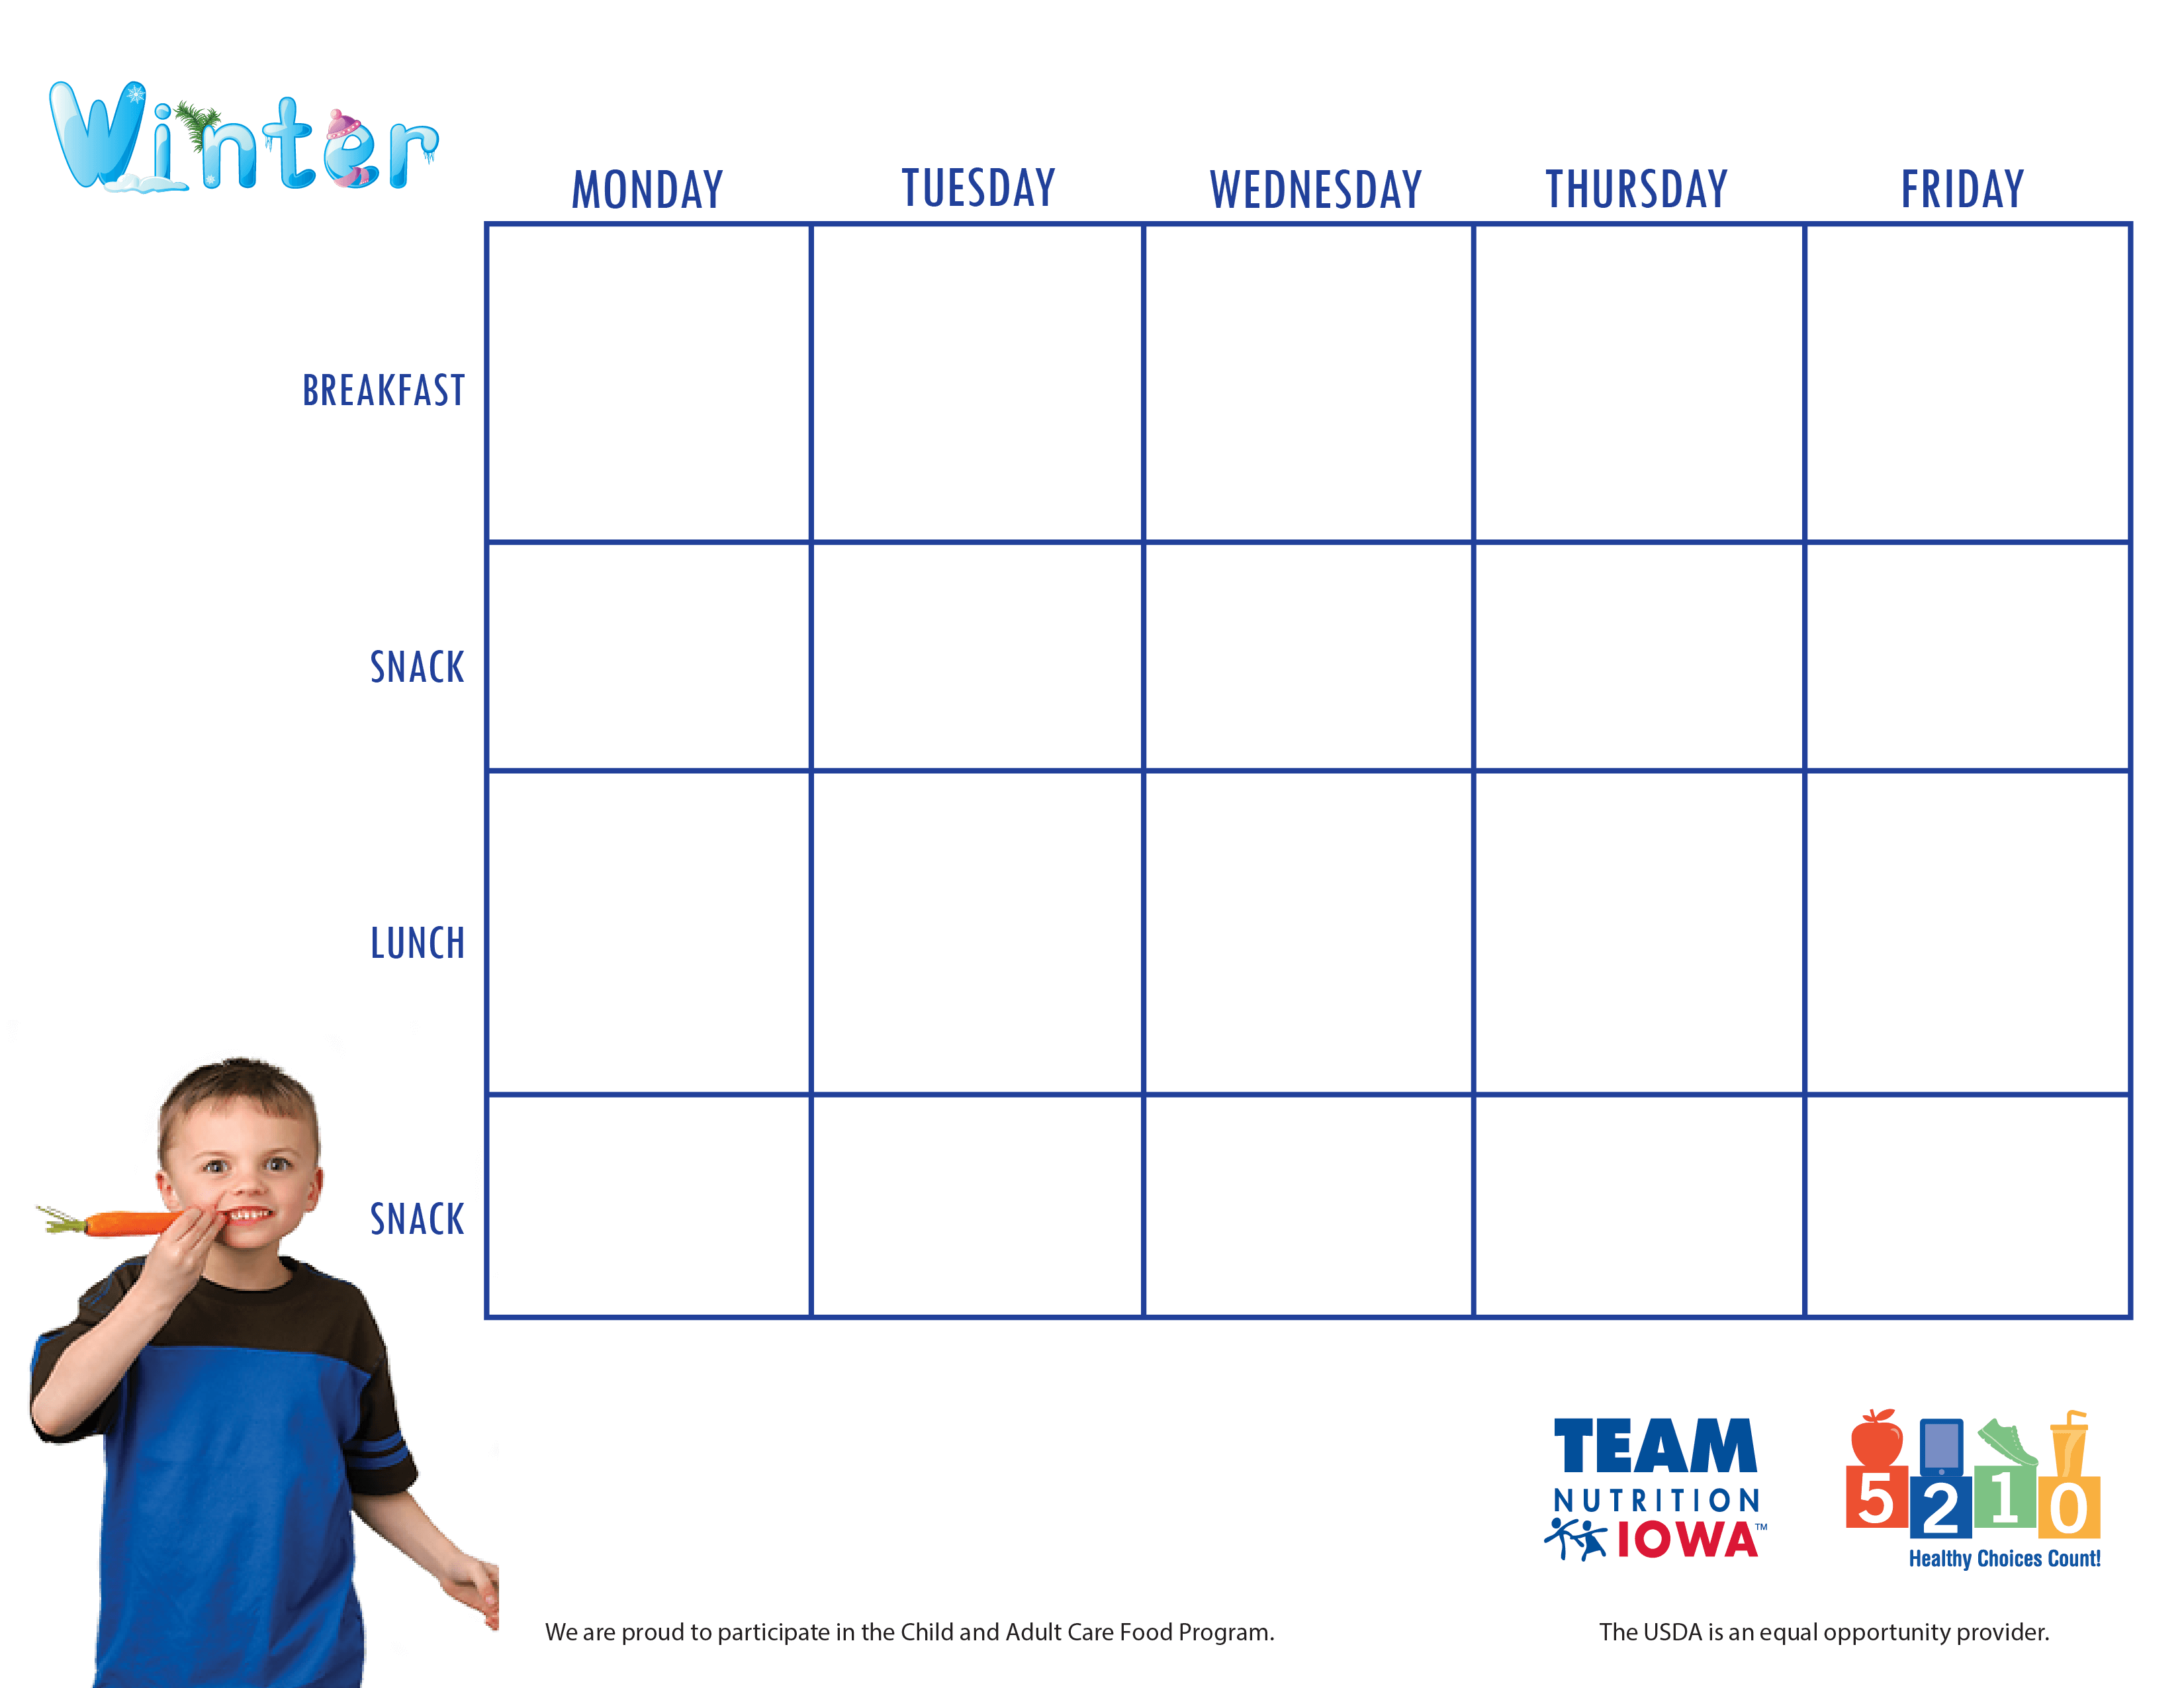 Winter
MONDAY TUESDAY WEDNESDAY THURSDAY FRIDAY
BREAKFAST
SNACK
LUNCH
SNACK
TEAM
NUTRITION
IOWA™
5 2 1 0
Healthy Choices Count!
We are proud to participate in the Child and Adult Care Food Program.
The USDA is an equal opportunity provider.